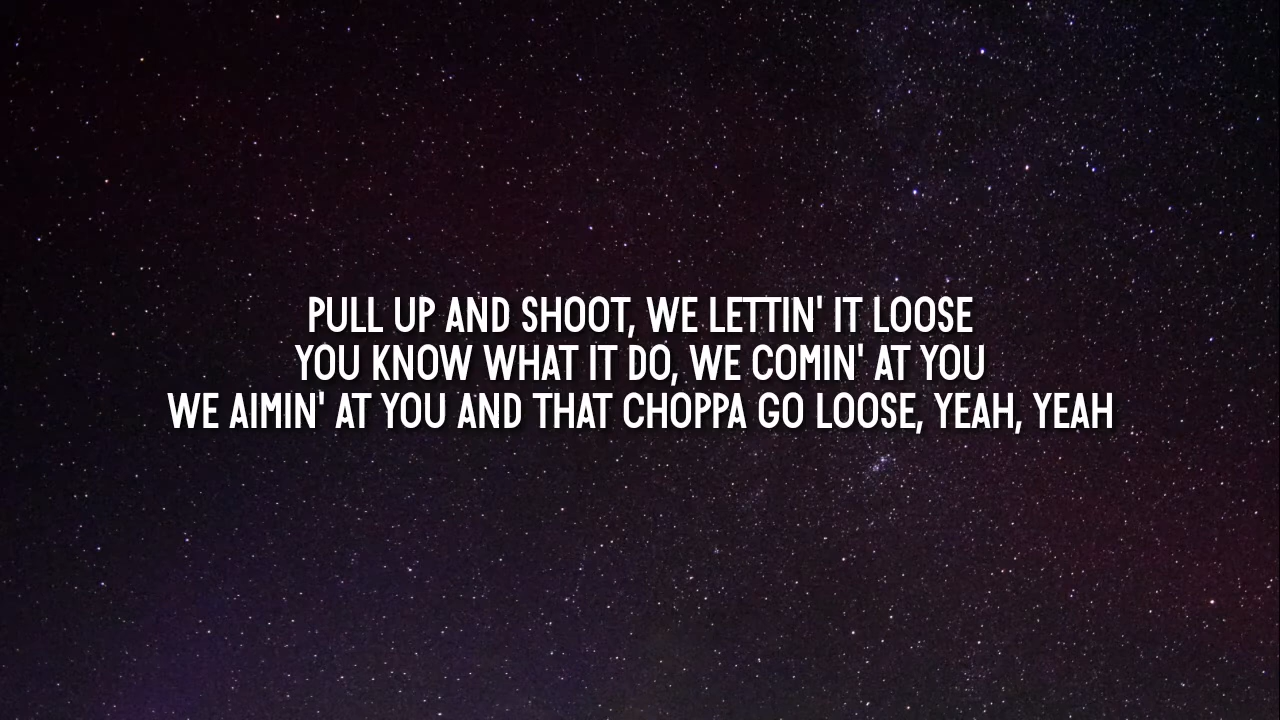 PULL UP AND SHOOT, WE LETTIN' IT LOOSE
YOU KNOW WHAT IT DO, WE COMIN' AT YOU
WE AIMIN' AT YOU AND THAT CHOPPA GO LOOSE, YEAH, YEAH